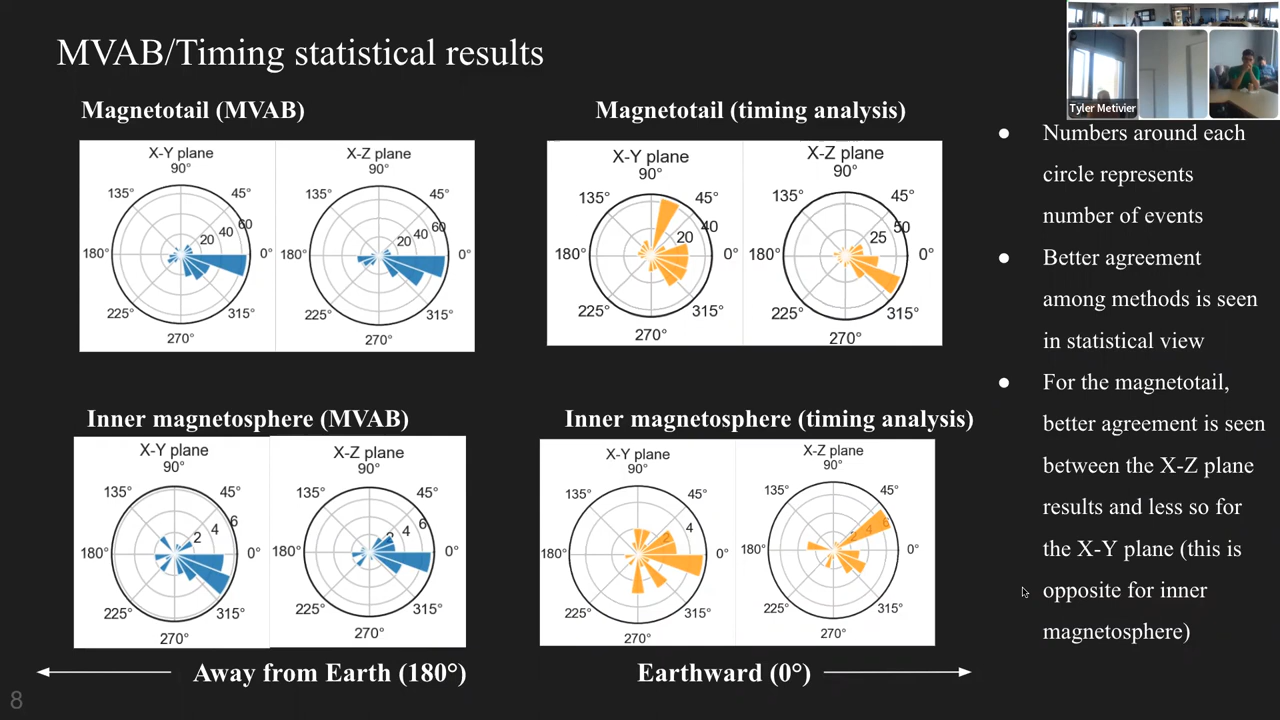 MVAB/Timing statistical results
Tyler Metivier
Magnetotail (MVAB)
X-Y plane
90°
135°
45°
60
40
20
180°
0°
225°
315°
270°
X-Z plane
90°
135°
45°
60
40
20
180°
0°
225°
315°
270°
Magnetotail (timing analysis)
X-Y plane
90°
135°
45°
40
20
180°
0°
225°
315°
270°
X-Z plane
90°
135°
45°
50
25
180°
0°
225°
315°
270°
Inner magnetosphere (MVAB)
X-Y plane
90°
135°
45°
6
4
2
180°
0°
225°
315°
270°
X-Z plane
90°
135°
45°
6
4
2
180°
0°
225°
315°
270°
Inner magnetosphere (timing analysis)
X-Y plane
90°
135°
45°
4
2
180°
0°
225°
315°
270°
X-Z plane
90°
135°
45°
6
4
2
180°
0°
225°
315°
270°
● Numbers around each
circle represents
number of events
● Better agreement
among methods is seen
in statistical view
● For the magnetotail,
better agreement is seen
between the X-Z plane
results and less so for
the X-Y plane (this is
opposite for inner
magnetosphere)
Away from Earth (180°)
Earthward (0°)
8